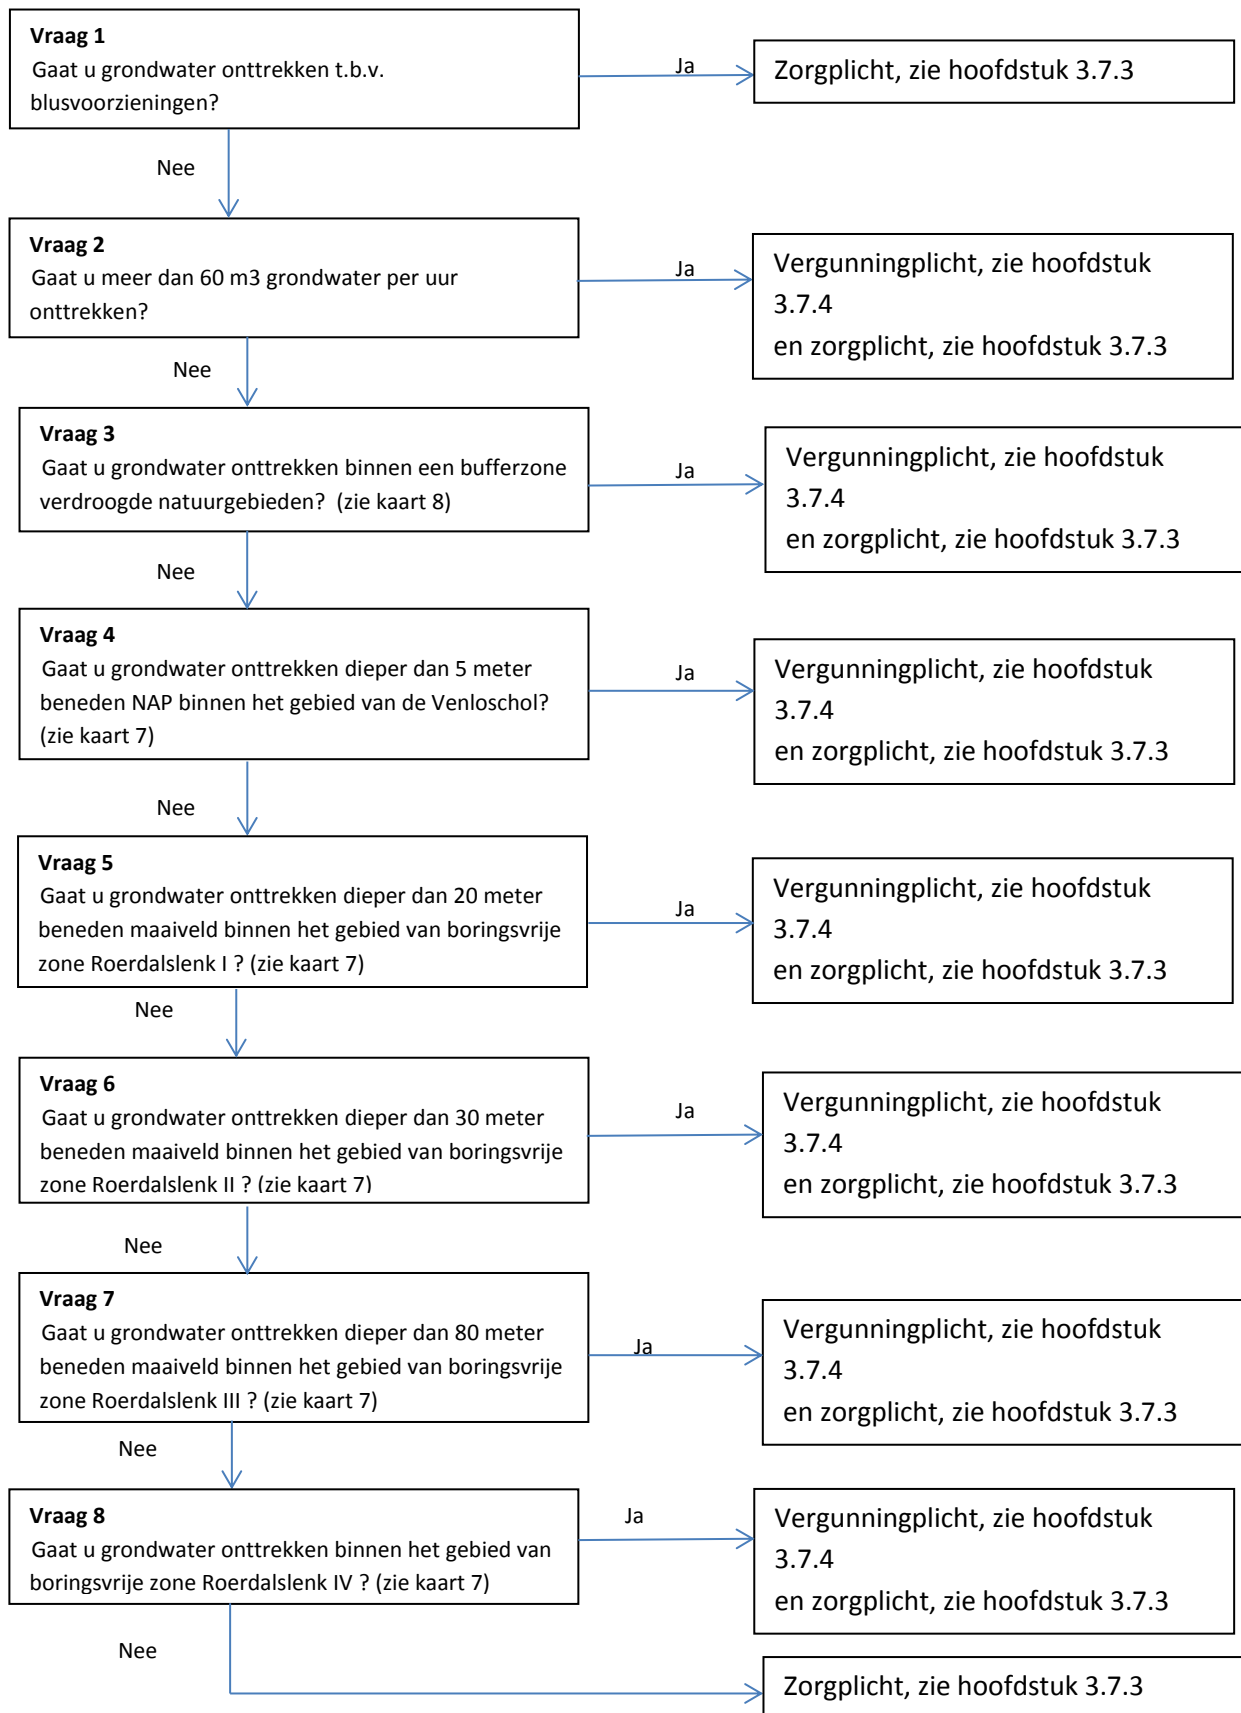 Vraag 1
Gaat u grondwater onttrekken t.b.v.
blusvoorzieningen?
Ja
Zorgplicht, zie hoofdstuk 3.7.3
Nee
Vraag 2
Gaat u meer dan 60 m3 grondwater per uur
onttrekken?
Ja
Vergunningplicht, zie hoofdstuk
3.7.4
en zorgplicht, zie hoofdstuk 3.7.3
Nee
Vraag 3
Gaat u grondwater onttrekken binnen een bufferzone
verdroogde natuurgebieden? (zie kaart 8)
Ja
Vergunningplicht, zie hoofdstuk
3.7.4
en zorgplicht, zie hoofdstuk 3.7.3
Nee
Vraag 4
Gaat u grondwater onttrekken dieper dan 5 meter
beneden NAP binnen het gebied van de Venloschol?
(zie kaart 7)
Ja
Vergunningplicht, zie hoofdstuk
3.7.4
en zorgplicht, zie hoofdstuk 3.7.3
Nee
Vraag 5
Gaat u grondwater onttrekken dieper dan 20 meter
beneden maaiveld binnen het gebied van boringsvrije
zone Roerdalslenk I ? (zie kaart 7)
Ja
Vergunningplicht, zie hoofdstuk
3.7.4
en zorgplicht, zie hoofdstuk 3.7.3
Nee
Vraag 6
Gaat u grondwater onttrekken dieper dan 30 meter
beneden maaiveld binnen het gebied van boringsvrije
zone Roerdalslenk II ? (zie kaart 7)
Ja
Vergunningplicht, zie hoofdstuk
3.7.4
en zorgplicht, zie hoofdstuk 3.7.3
Nee
Vraag 7
Gaat u grondwater onttrekken dieper dan 80 meter
beneden maaiveld binnen het gebied van boringsvrije
zone Roerdalslenk III ? (zie kaart 7)
Ja
Vergunningplicht, zie hoofdstuk
3.7.4
en zorgplicht, zie hoofdstuk 3.7.3
Nee
Vraag 8
Gaat u grondwater onttrekken binnen het gebied van
boringsvrije zone Roerdalslenk IV ? (zie kaart 7)
Ja
Vergunningplicht, zie hoofdstuk
3.7.4
en zorgplicht, zie hoofdstuk 3.7.3
Nee
Zorgplicht, zie hoofdstuk 3.7.3